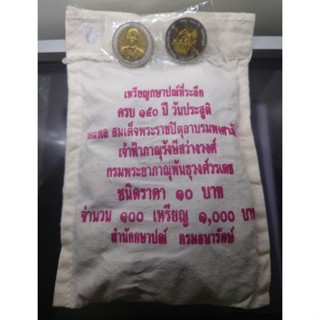 เหรียญกษาปณ์ที่ระลึก
ครบ ๑๕๐ ปี วันประสูติ
จอมพล สมเด็จพระราชปิตุลาบรมพงศาภิมุข
เจ้าฟ้าภาณุรังษีสว่างวงศ์
กรมพระยาภาณุพันธุวงศ์วรเดช
ชนิดราคา ๑๐ บาท
จำนวน ๑๐๐ เหรียญ ๑,๐๐๐ บาท
สำนักกษาปณ์ กรมธนารักษ์